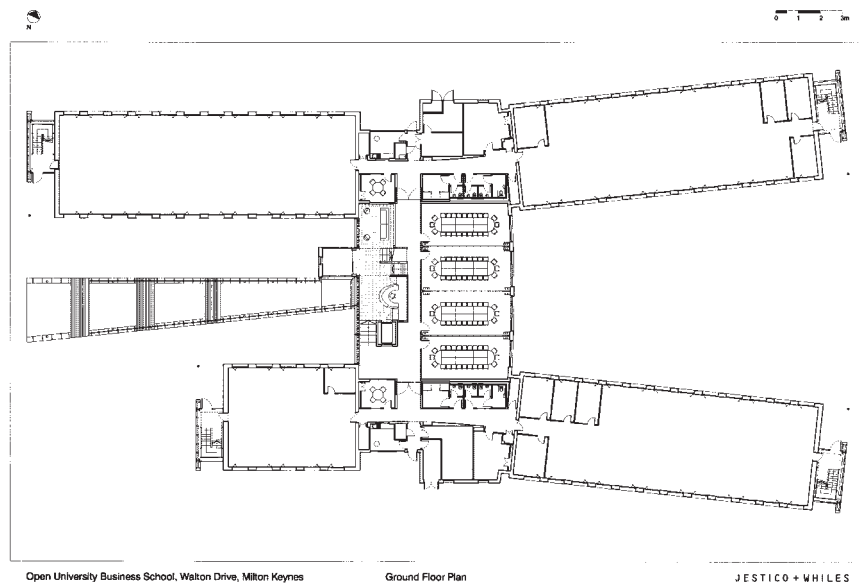 N
0 1 2 3m
Open University Business School, Walton Drive, Milton Keynes
Ground Floor Plan
JESTICO + WHILES